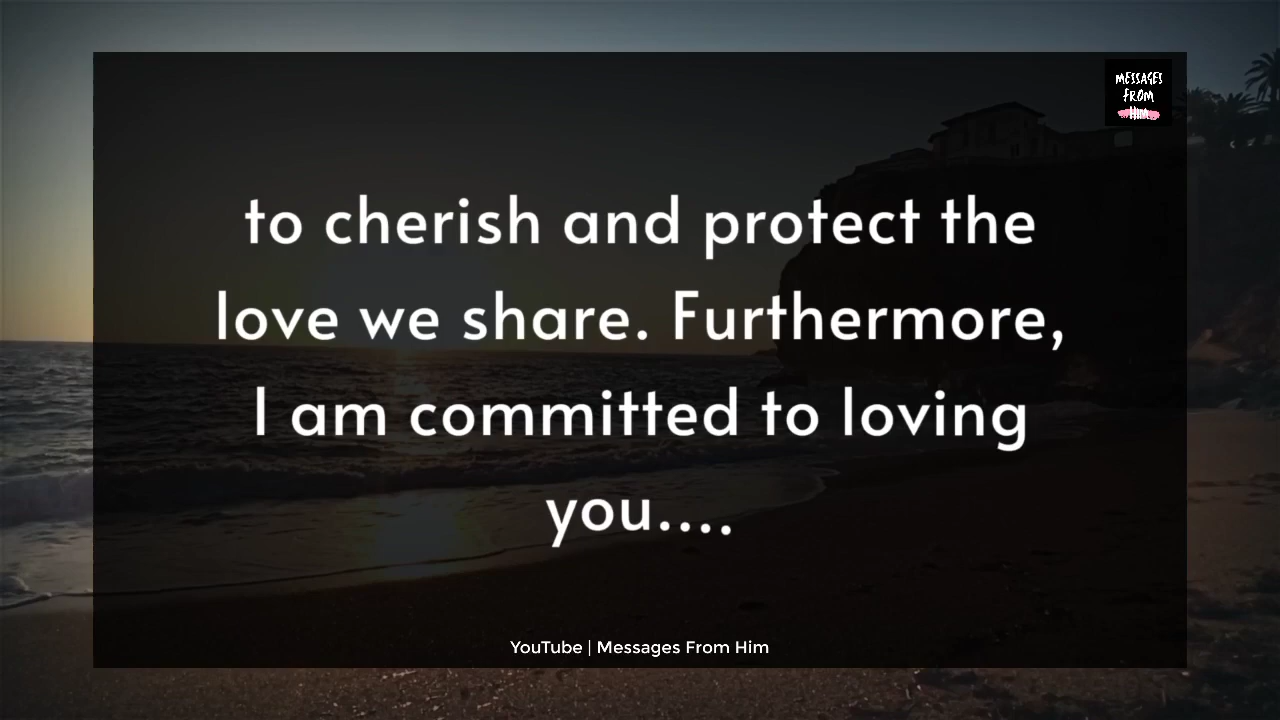 MESSAGES
FROM
HIM...
to cherish and protect the
love we share. Furthermore,
I am committed to loving
you....
YouTube | Messages From Him